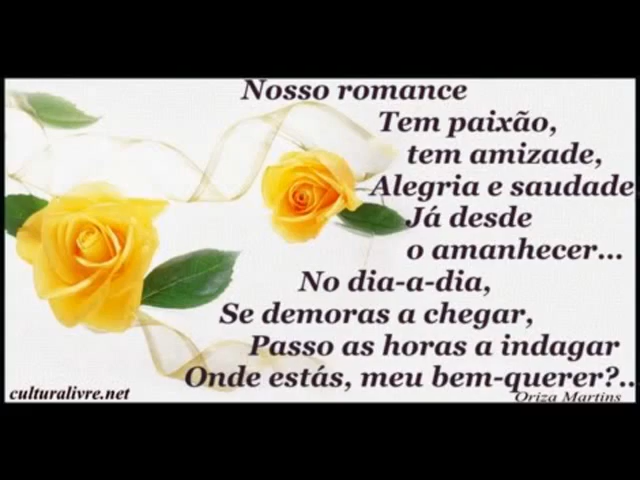 Nosso romance
Tem paixão,
tem amizade,
Alegria e saudade
Já desde
o amanhecer...
No dia-a-dia,
Se demoras a chegar,
Passo as horas a indagar
Onde estás, meu bem-querer?..
culturalivre.net
Oriza Martins